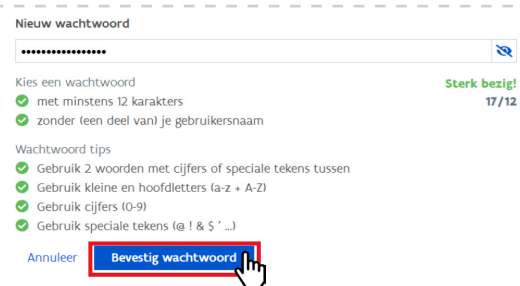 Nieuw wachtwoord
•••••••••••••••••
Kies een wachtwoord Sterk bezig!
met minstens 12 karakters 17/12
zonder (een deel van) je gebruikersnaam
Wachtwoord tips
Gebruik 2 woorden met cijfers of speciale tekens tussen
Gebruik kleine en hoofdletters (a-z + A-Z)
Gebruik cijfers (0-9)
Gebruik speciale tekens (@ ! & $ ' ...)
Annuleer Bevestig wachtwoord